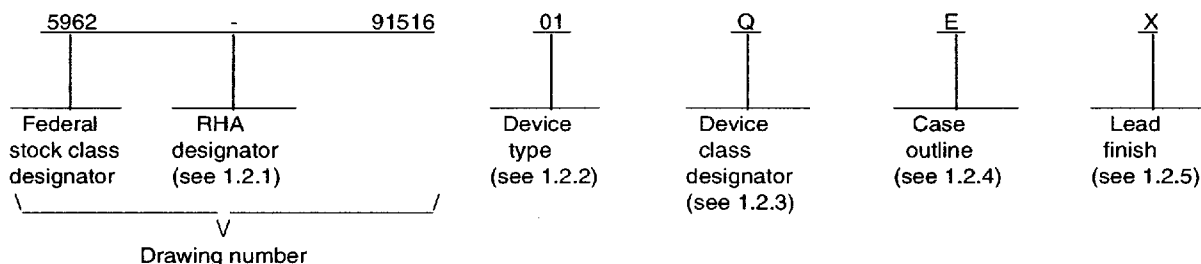 5962 - 91516 01 Q E X
Federal stock class designator
RHA designator (see 1.2.1)
Device type (see 1.2.2)
Device class designator (see 1.2.3)
Case outline (see 1.2.4)
Lead finish (see 1.2.5)
Drawing number